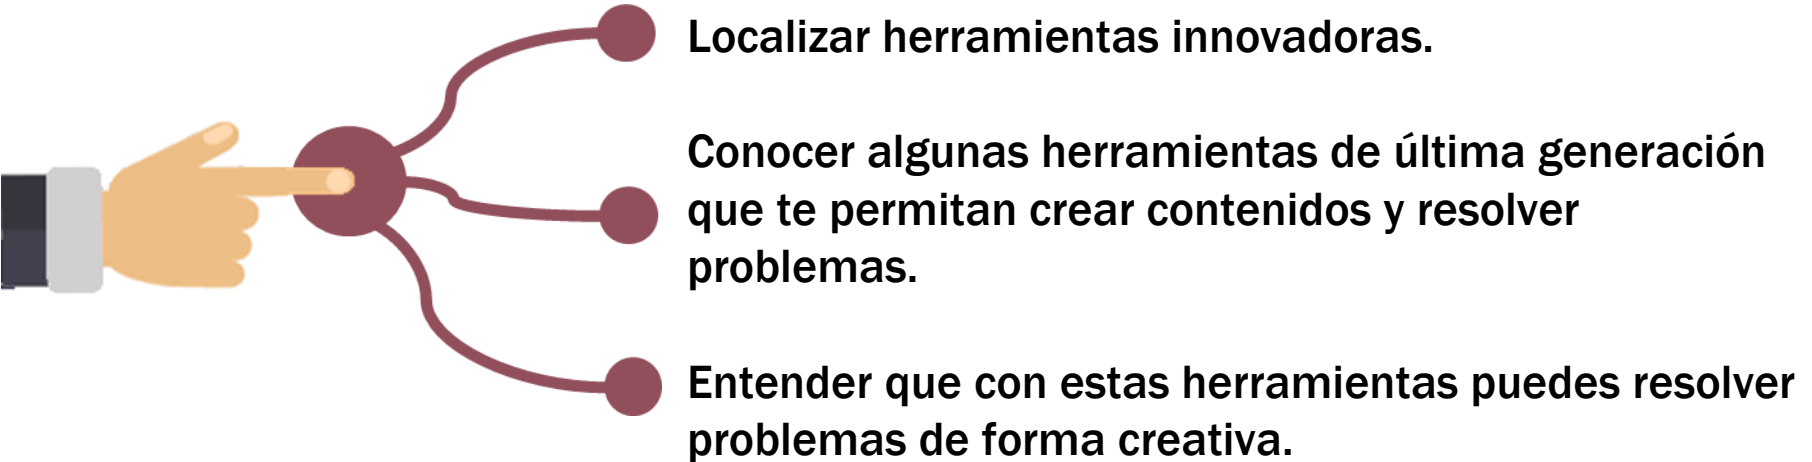 Localizar herramientas innovadoras.
Conocer algunas herramientas de última generación
que te permitan crear contenidos y resolver
problemas.
Entender que con estas herramientas puedes resolver
problemas de forma creativa.